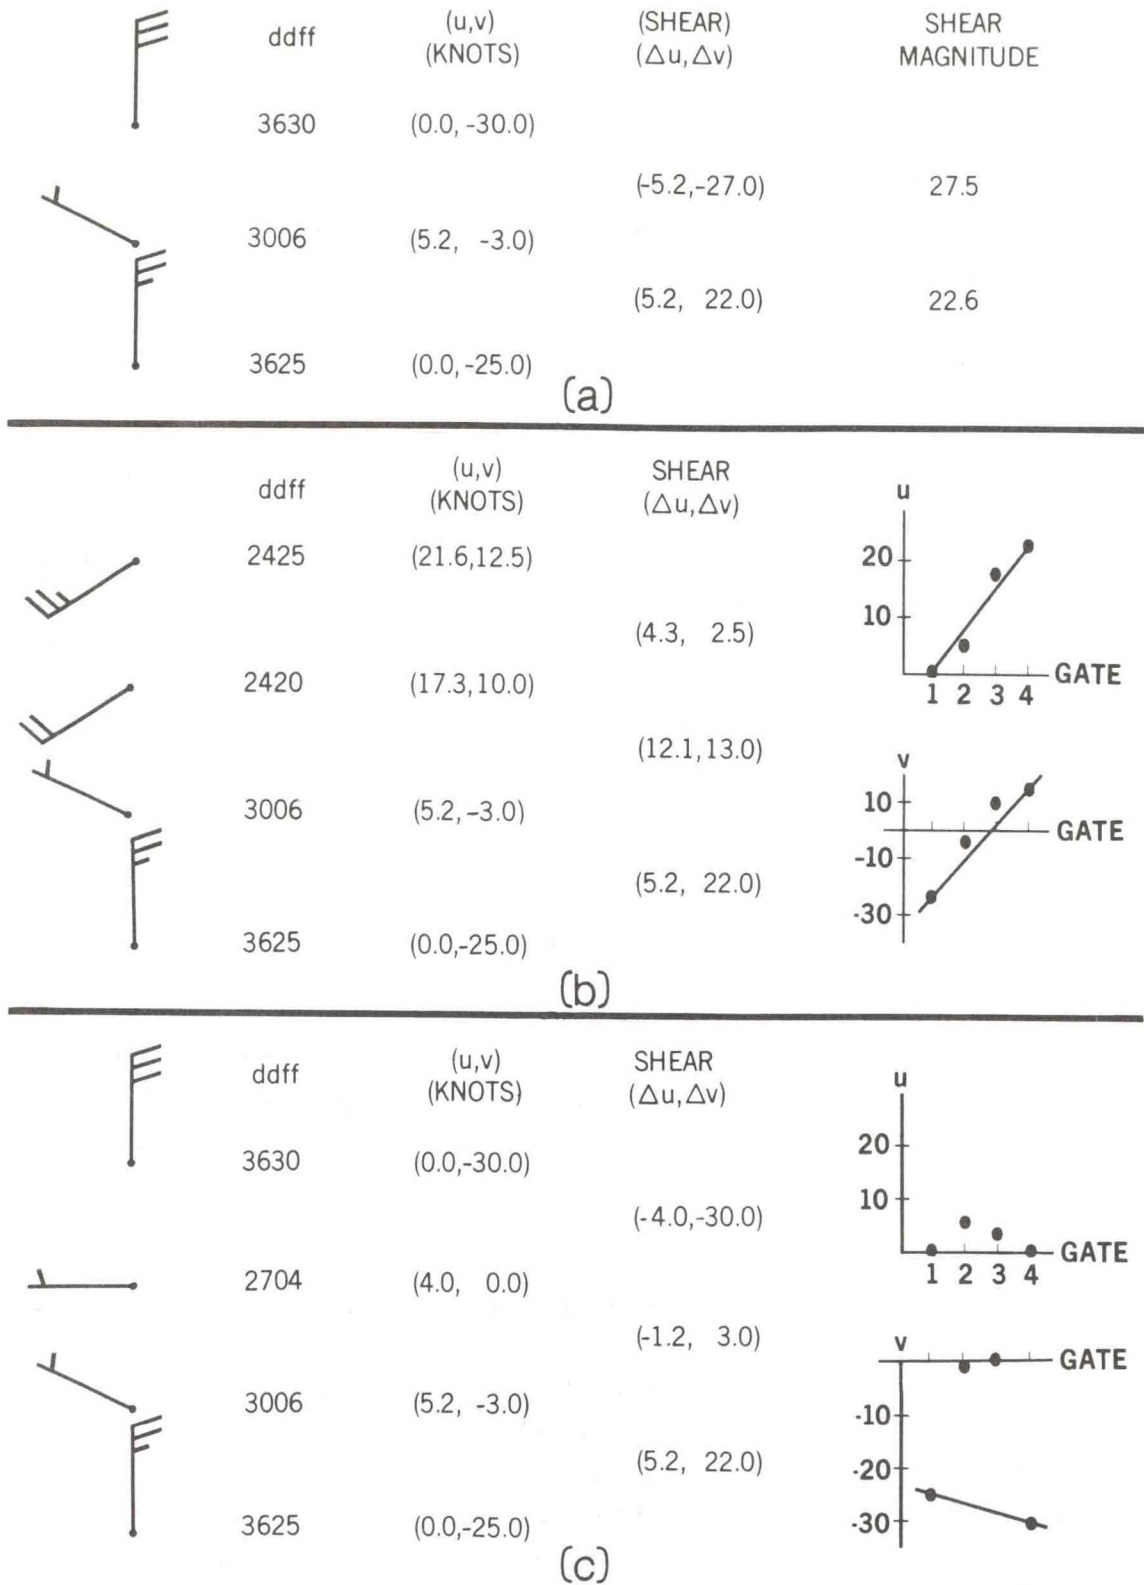 ddff (u,v) (SHEAR) SHEAR
(KNOTS) (△u,△v) MAGNITUDE
3630 (0.0, -30.0)
(-5.2,-27.0) 27.5
3006 (5.2, -3.0)
(5.2, 22.0) 22.6
3625 (0.0, -25.0)
(a)
ddff (u,v) SHEAR
(KNOTS) (△u,△v)
u
2425 (21.6,12.5)
20
(4.3, 2.5)
10
2420 (17.3,10.0)
GATE
1 2 3 4
(12.1,13.0)
v
3006 (5.2,-3.0)
10
GATE
-10
(5.2, 22.0)
-30
3625 (0.0,-25.0)
(b)
ddff (u,v) SHEAR
(KNOTS) (△u,△v)
u
3630 (0.0,-30.0)
20
(-4.0,-30.0)
10
GATE
1 2 3 4
2704 (4.0, 0.0)
(-1.2, 3.0)
v
GATE
3006 (5.2, -3.0)
-10
(5.2, 22.0)
-20
3625 (0.0,-25.0)
-30
(c)